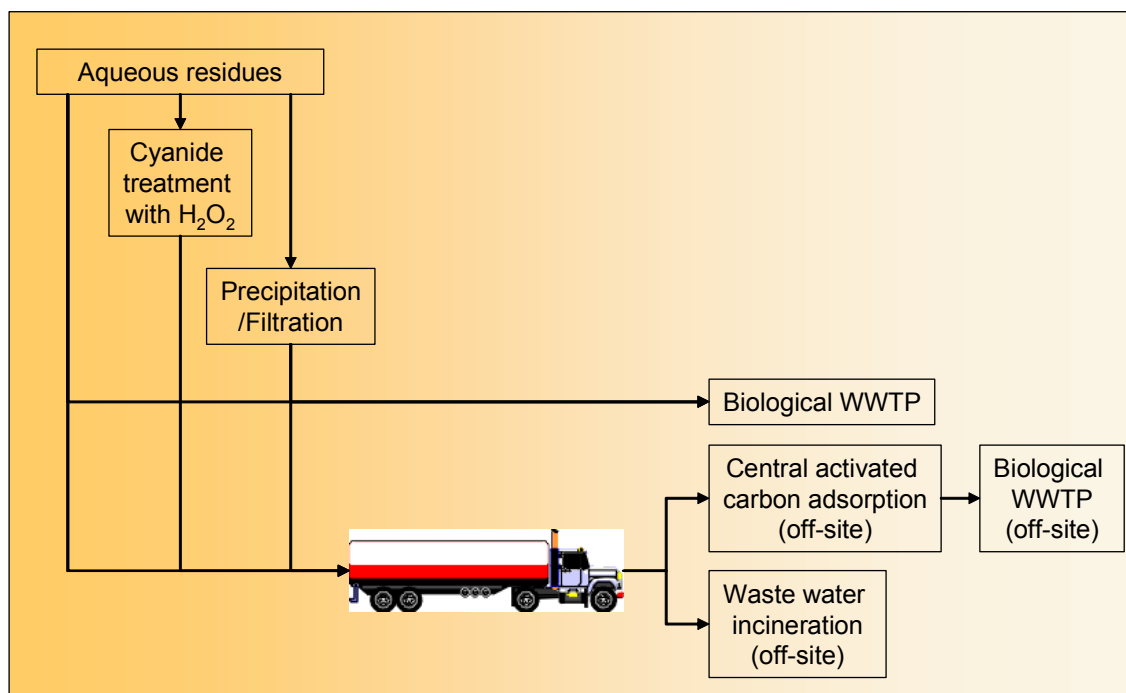 Aqueous residues
Cyanide
treatment
with H₂O₂
Precipitation
/Filtration
Biological WWTP
Central activated
carbon adsorption
(off-site)
Biological
WWTP
(off-site)
Waste water
incineration
(off-site)